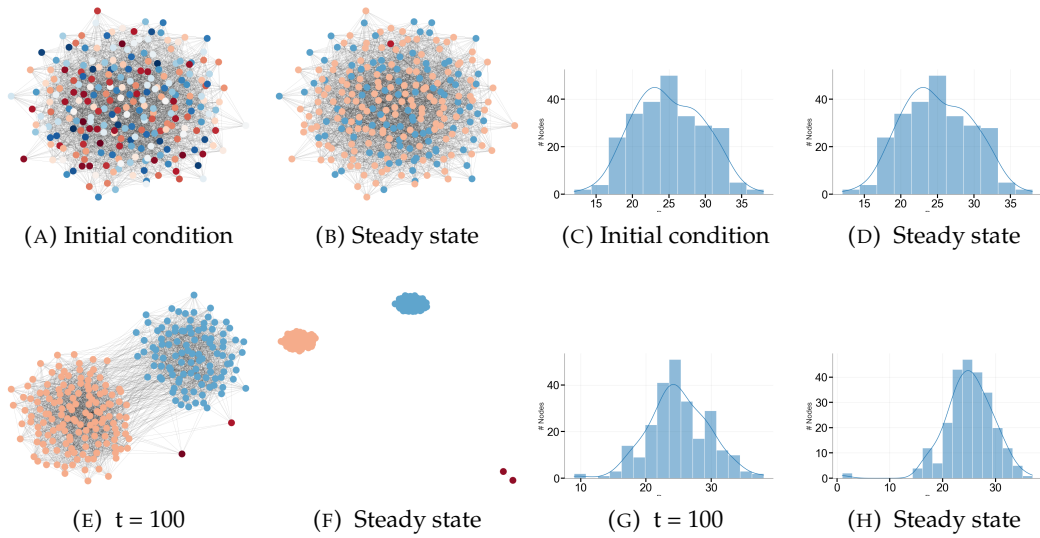 # Nodes
40
20
0
15 20 25 30 35
# Nodes
40
20
0
15 20 25 30 35
(A) Initial condition
(B) Steady state
(C) Initial condition
(D) Steady state
# Nodes
40
20
0
10 20 30
# Nodes
40
30
20
10
0
0 10 20 30
(E) t = 100
(F) Steady state
(G) t = 100
(H) Steady state